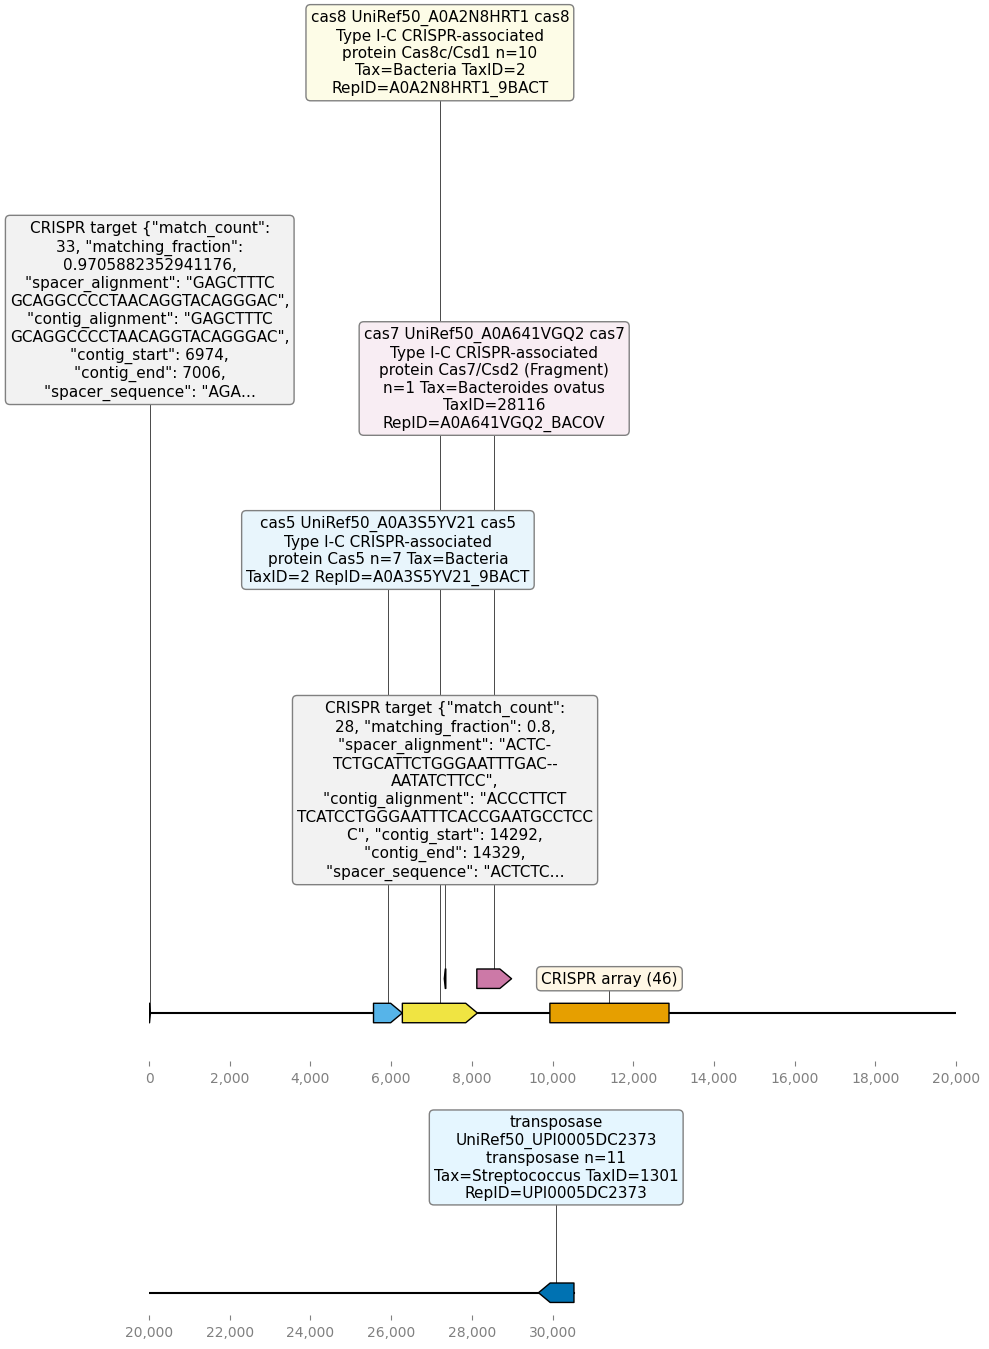 cas8 UniRef50_A0A2N8HRT1 cas8
Type I-C CRISPR-associated
protein Cas8c/Csd1 n=10
Tax=Bacteria TaxID=2
RepID=A0A2N8HRT1_9BACT
CRISPR target {"match_count":
33, "matching_fraction":
0.9705882352941176,
"spacer_alignment": "GAGCTTTC
GCAGGCCCCTAACAGGTACAGGGAC",
"contig_alignment": "GAGCTTTC
GCAGGCCCCTAACAGGTACAGGGAC",
"contig_start": 6974,
"contig_end": 7006,
"spacer_sequence": "AGA...
cas7 UniRef50_A0A641VGQ2 cas7
Type I-C CRISPR-associated
protein Cas7/Csd2 (Fragment)
n=1 Tax=Bacteroides ovatus
TaxID=28116
RepID=A0A641VGQ2_BACOV
cas5 UniRef50_A0A3S5YV21 cas5
Type I-C CRISPR-associated
protein Cas5 n=7 Tax=Bacteria
TaxID=2 RepID=A0A3S5YV21_9BACT
CRISPR target {"match_count":
28, "matching_fraction": 0.8,
"spacer_alignment": "ACTC-
TCTGCATTCTGGGAATTTGAC--
AATATCTTCC",
"contig_alignment": "ACCCTTCT
TCATCCTGGGAATTTCACCGAATGCCTCC
C", "contig_start": 14292,
"contig_end": 14329,
"spacer_sequence": "ACTCTC...
CRISPR array (46)
0 2,000 4,000 6,000 8,000 10,000 12,000 14,000 16,000 18,000 20,000
transposase
UniRef50_UPI0005DC2373
transposase n=11
Tax=Streptococcus TaxID=1301
RepID=UPI0005DC2373
20,000 22,000 24,000 26,000 28,000 30,000